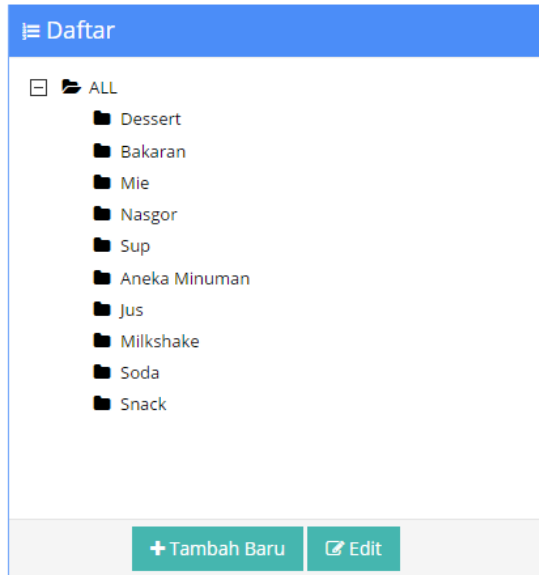 Daftar
ALL
Dessert
Bakaran
Mie
Nasgor
Sup
Aneka Minuman
Jus
Milkshake
Soda
Snack
Tambah Baru Edit